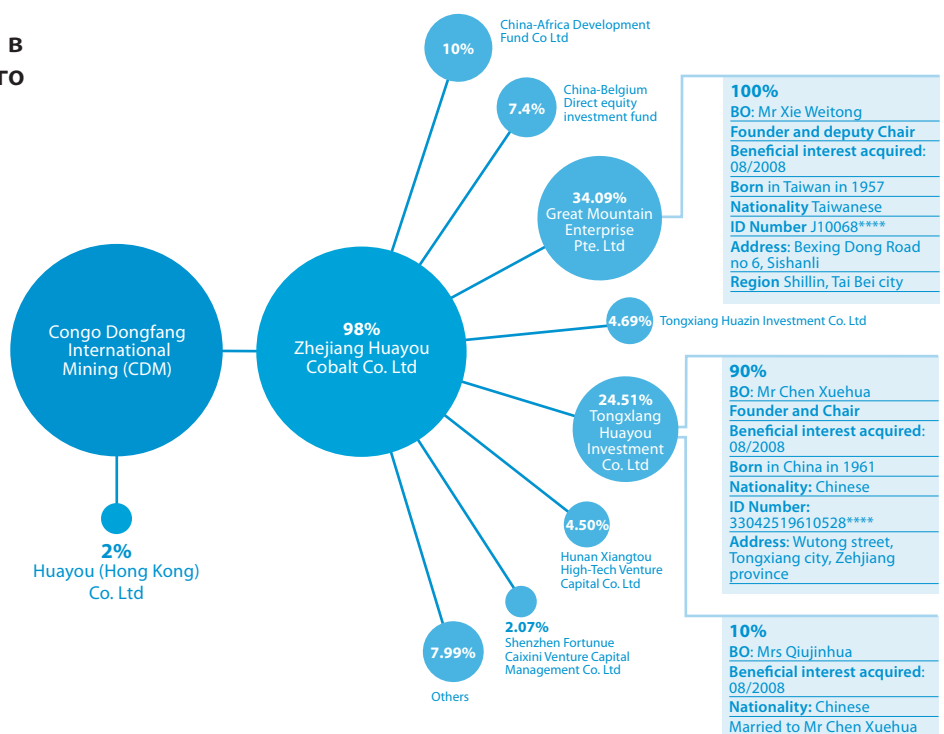 В
ГО
10%
China-Africa Development
Fund Co Ltd
7.4%
China-Belgium
Direct equity
investment fund
34.09%
Great Mountain
Enterprise
Pte. Ltd
100%
BO: Mr Xie Weitong
Founder and deputy Chair
Beneficial interest acquired:
08/2008
Born in Taiwan in 1957
Nationality Taiwanese
ID Number J10068****
Address: Bexing Dong Road
no 6, Sishanli
Region Shillin, Tai Bei city
Congo Dongfang
International
Mining (CDM)
98%
Zhejiang Huayou
Cobalt Co. Ltd
4.69%
Tongxiang Huazin Investment Co. Ltd
24.51%
Tongxlang
Huayou
Investment
Co. Ltd
90%
BO: Mr Chen Xuehua
Founder and Chair
Beneficial interest acquired:
08/2008
Born in China in 1961
Nationality: Chinese
ID Number:
33042519610528****
Address: Wutong street,
Tongxiang city, Zehjiang
province
2%
Huayou (Hong Kong)
Co. Ltd
4.50%
Hunan Xiangtou
High-Tech Venture
Capital Co. Ltd
2.07%
Shenzhen Fortunue
Caixini Venture Capital
Management Co. Ltd
7.99%
Others
10%
BO: Mrs Qiujinhua
Beneficial interest acquired:
08/2008
Nationality: Chinese
Married to Mr Chen Xuehua